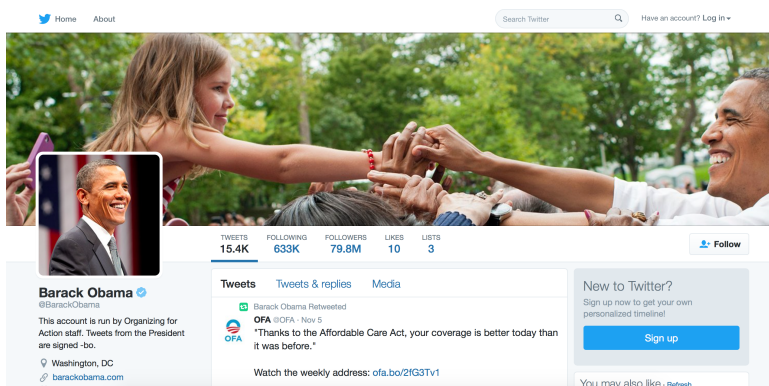 Home About
Search Twitter
Have an account? Log in
TWEETS FOLLOWING FOLLOWERS LIKES LISTS
15.4K 633K 79.8M 10 3
Follow
Barack Obama
@BarackObama
This account is run by Organizing for
Action staff. Tweets from the President
are signed -bo.
Washington, DC
barackobama.com
Tweets Tweets & replies Media
Barack Obama Retweeted
OFA @OFA · Nov 5
OFA
"Thanks to the Affordable Care Act, your coverage is better today than
it was before."
Watch the weekly address: ofa.bo/2fG3Tv1
New to Twitter?
Sign up now to get your own
personalized timeline!
Sign up
You may also like · Refresh